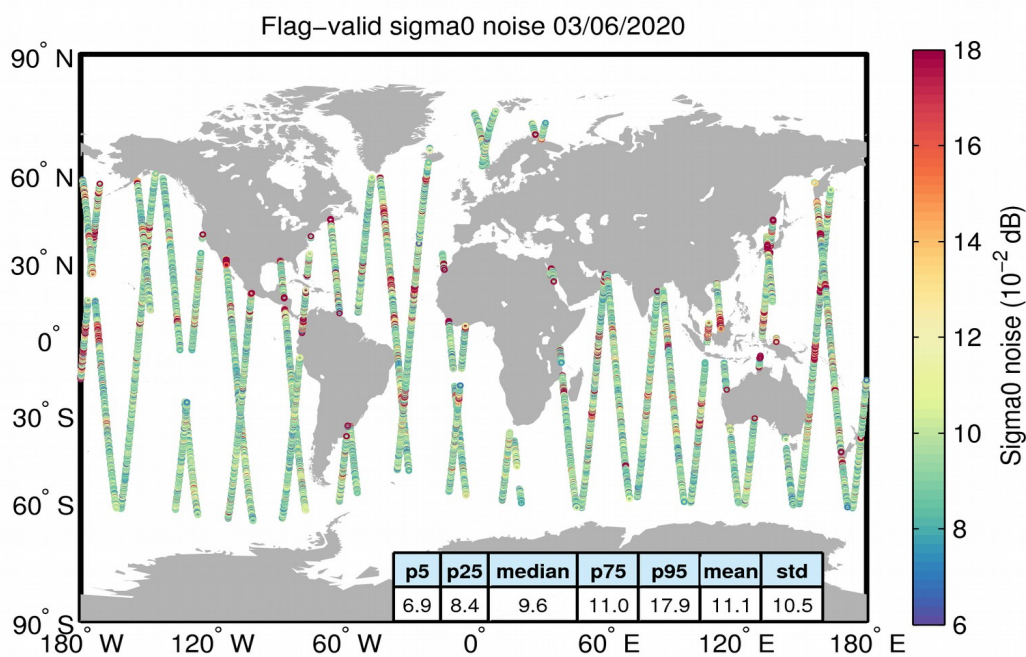 Flag−valid sigma0 noise 03/06/2020
90° N
60° N
30° N
0°
30° S
60° S
90° S
180° W
120° W
60° W
0°
60° E
120° E
180° E
p5 p25 median p75 p95 mean std
6.9 8.4 9.6 11.0 17.9 11.1 10.5
18
16
14
12
10
8
6
Sigma0 noise (10⁻² dB)